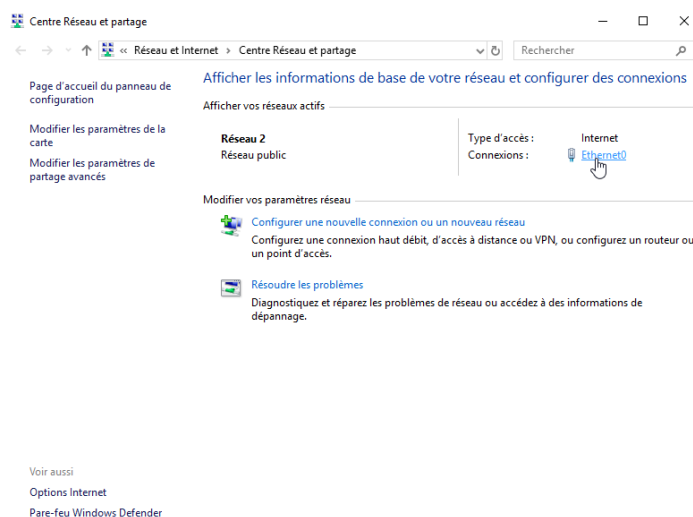 Centre Réseau et partage
« Réseau et Internet > Centre Réseau et partage
Rechercher
Page d'accueil du panneau de
configuration
Modifier les paramètres de la
carte
Modifier les paramètres de
partage avancés
Afficher les informations de base de votre réseau et configurer des connexions
Afficher vos réseaux actifs
Réseau 2
Réseau public
Type d'accès : Internet
Connexions : Ethernet0
Modifier vos paramètres réseau
Configurer une nouvelle connexion ou un nouveau réseau
Configurez une connexion haut débit, d'accès à distance ou VPN, ou configurez un routeur ou
un point d'accès.
Résoudre les problèmes
Diagnostiquez et réparez les problèmes de réseau ou accédez à des informations de
dépannage.
Voir aussi
Options Internet
Pare-feu Windows Defender